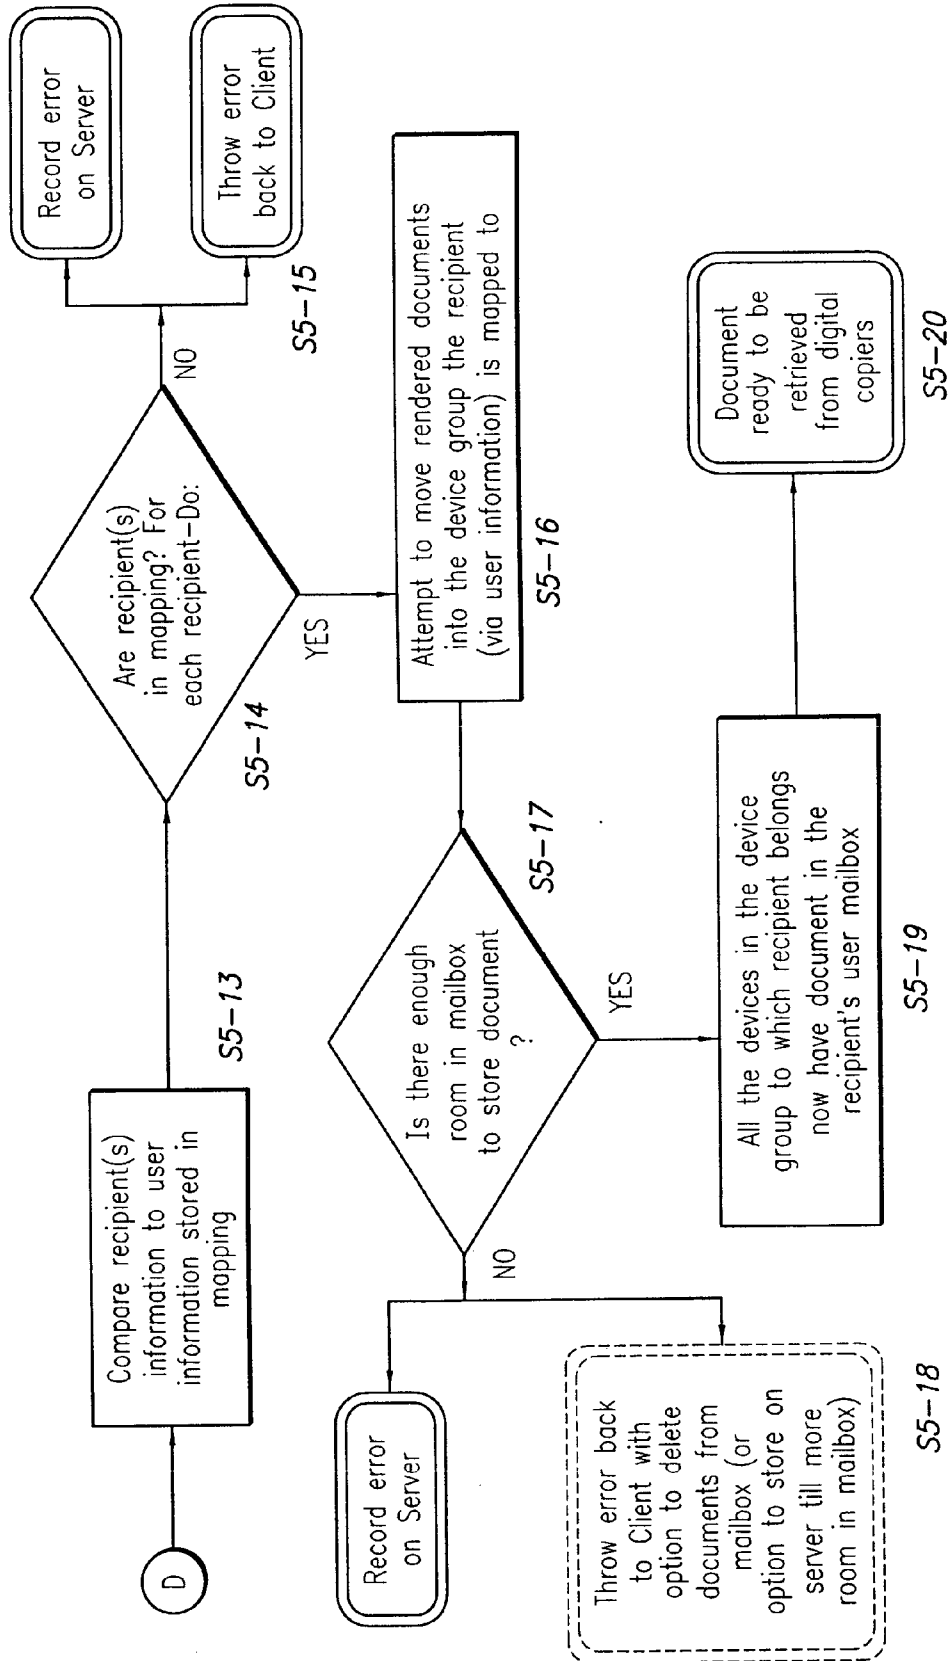 D
Compare recipient(s)
information to user
information stored in
mapping
S5-13
Are recipient(s)
in mapping? For
each recipient-Do:
S5-14
NO
Record error
on Server
Throw error
back to Client
S5-15
YES
Attempt to move rendered documents
into the device group the recipient
(via user information) is mapped to
S5-16
Is there enough
room in mailbox
to store document
?
S5-17
NO
Record error
on Server
Throw error back
to Client with
option to delete
documents from
mailbox (or
option to store on
server till more
room in mailbox)
S5-18
YES
All the devices in the device
group to which recipient belongs
now have document in the
recipient's user mailbox
S5-19
Document
ready to be
retrieved
from digital
copiers
S5-20